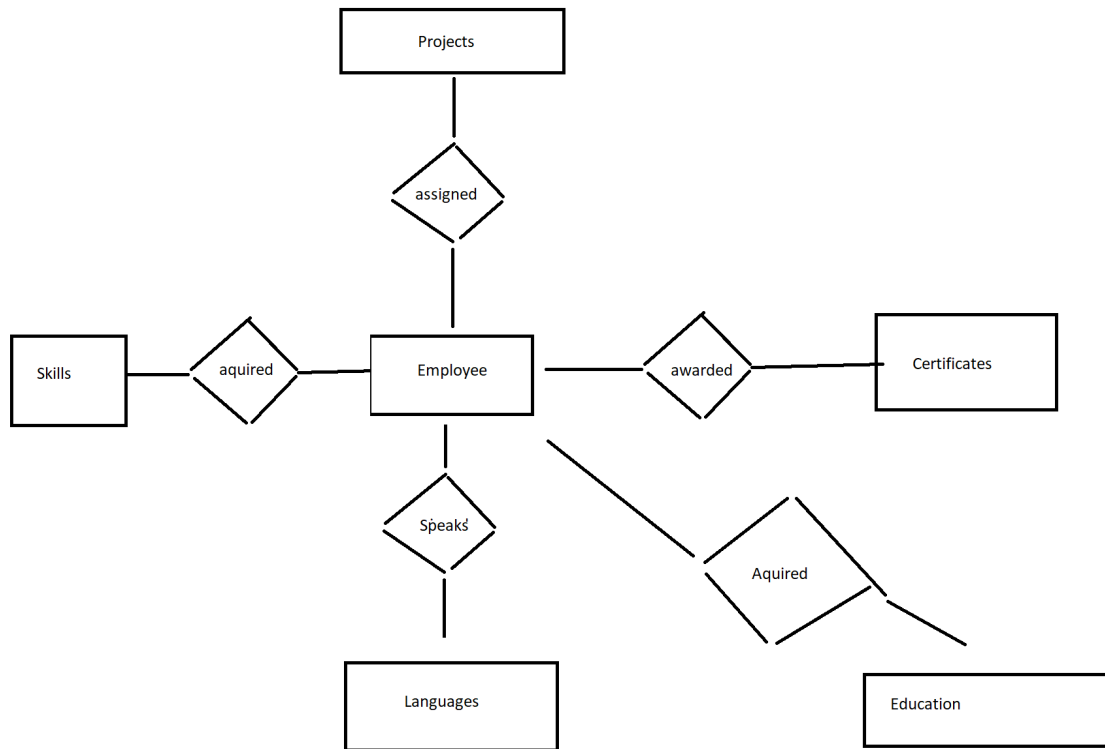 Projects
assigned
Skills
aquired
Employee
awarded
Certificates
Speaks
Aquired
Languages
Education